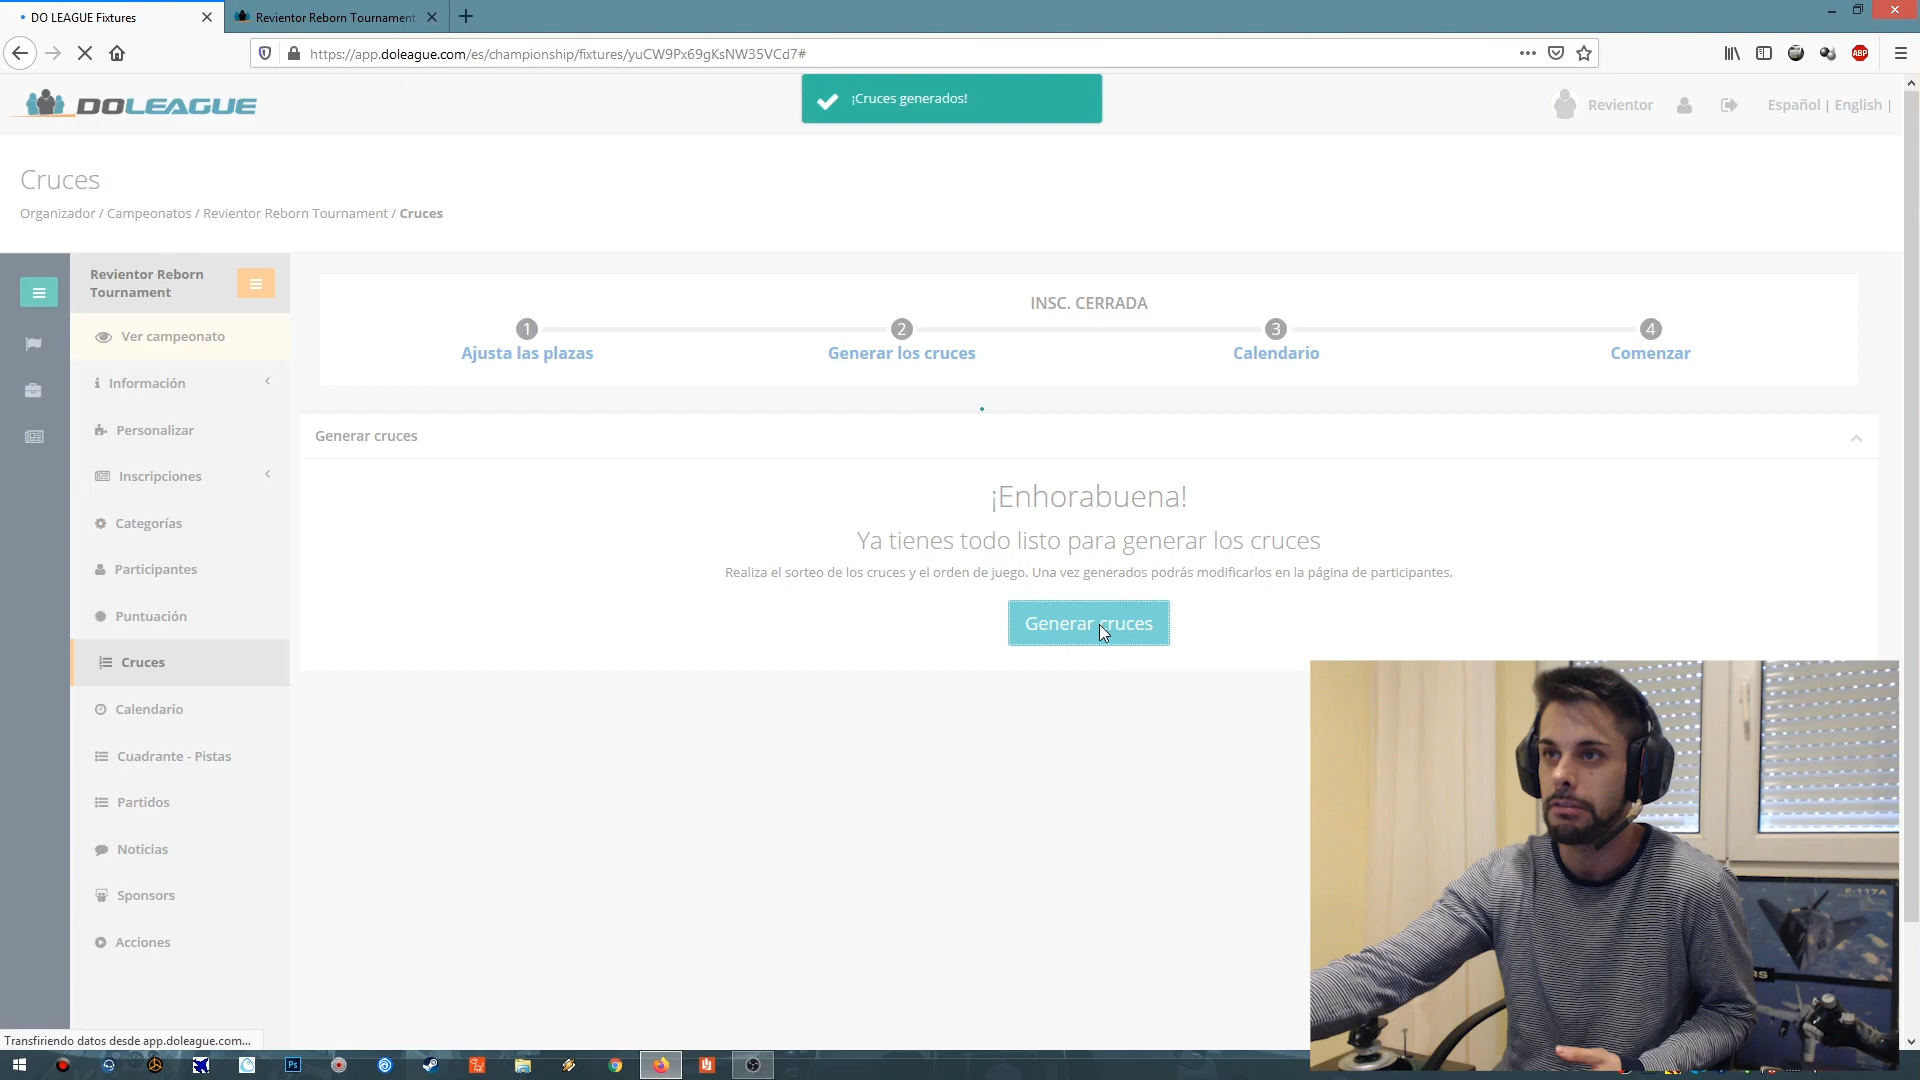 DO LEAGUE Fixtures
Revientor Reborn Tournament
https://app.doleague.com/es/championship/fixtures/yuCW9Px69gKsNW35VCd7#
ABP
DOLEAGUE
¡Cruces generados!
Revientor
Español | English |
Cruces
Organizador / Campeonatos / Revientor Reborn Tournament / Cruces
Revientor Reborn
Tournament
Ver campeonato
Información
Personalizar
Inscripciones
Categorías
Participantes
Puntuación
Cruces
Calendario
Cuadrante - Pistas
Partidos
Noticias
Sponsors
Acciones
INSC. CERRADA
1 2 3 4
Ajusta las plazas Generar los cruces Calendario Comenzar
Generar cruces
¡Enhorabuena!
Ya tienes todo listo para generar los cruces
Realiza el sorteo de los cruces y el orden de juego. Una vez generados podrás modificarlos en la página de participantes.
Generar cruces
F-117A
Transfiriendo datos desde app.doleague.com...
Ps